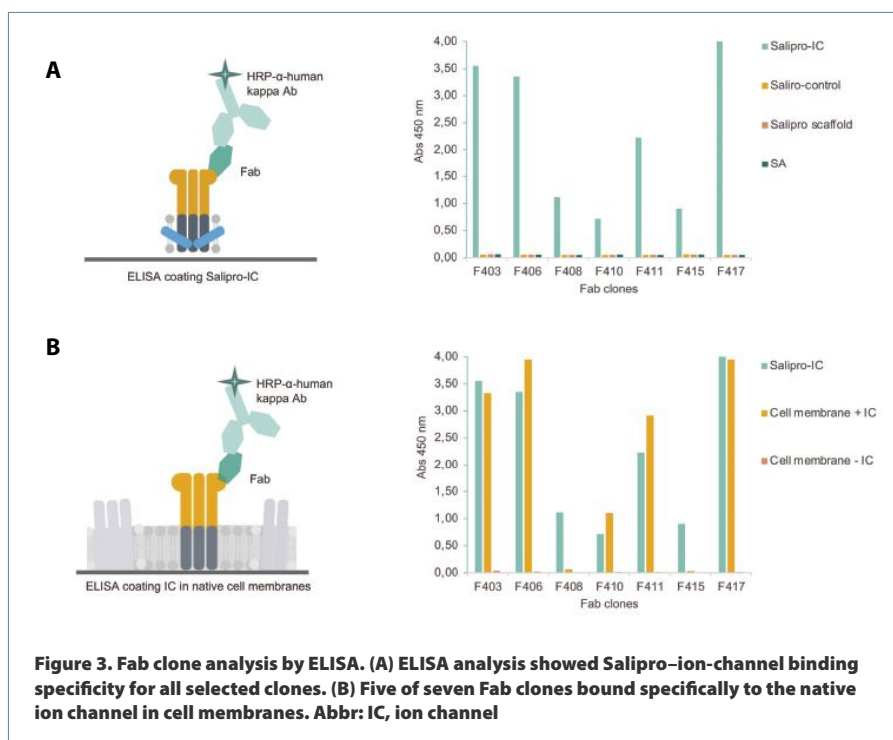 A
HRP-α-human
kappa Ab
Fab
ELISA coating Salipro-IC
Abs 450 nm
4,00
3,50
3,00
2,50
2,00
1,50
1,00
0,50
0,00
F403 F406 F408 F410 F411 F415 F417
Fab clones
Salipro-IC
Saliro-control
Salipro scaffold
SA
B
HRP-α-human
kappa Ab
Fab
ELISA coating IC in native cell membranes
Abs 450 nm
4,00
3,50
3,00
2,50
2,00
1,50
1,00
0,50
0,00
F403 F406 F408 F410 F411 F415 F417
Fab clones
Salipro-IC
Cell membrane + IC
Cell membrane - IC
Figure 3. Fab clone analysis by ELISA. (A) ELISA analysis showed Salipro–ion-channel binding
specificity for all selected clones. (B) Five of seven Fab clones bound specifically to the native
ion channel in cell membranes. Abbr: IC, ion channel